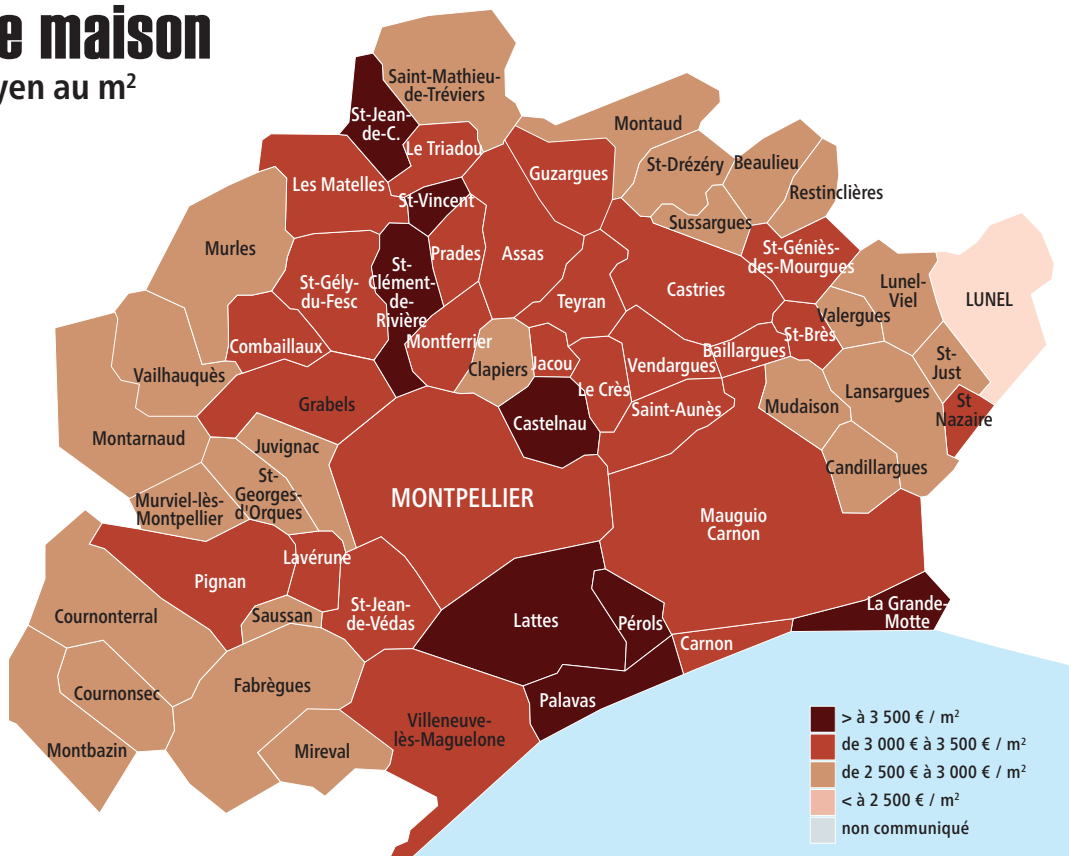 e maison
yen au m²
Saint-Mathieu-
de-Tréviers
St-Jean-
de-C.
Le Triadou
Montaud
Guzargues
St-Drézéry
Beaulieu
Les Matelles
St-Vincent
Restinclières
Sussargues
Murles
Prades
Assas
St-Géniès-
des-Mourgues
St-Gély-
du-Fesc
St-
Clément-
de-
Rivière
Castries
Lunel-
Viel
LUNEL
Teyran
Valergues
Combaillaux
Montferrier
Clapiers
Jacou
Vendargues
Baillargues
St-Brès
St-
Just
Vailhauquès
Le Crès
Lansargues
Grabels
Castelnau
Saint-Aunès
Mudaison
St
Nazaire
Montarnaud
Juvignac
St-
Georges-
d'Orques
Candillargues
Murviel-lès-
Montpellier
MONTPELLIER
Mauguio
Carnon
Lavérune
Pignan
Cournonterral
Saussan
St-Jean-
de-Védas
Lattes
Pérols
La Grande-
Motte
Carnon
Cournonsec
Fabrègues
Palavas
Villeneuve-
lès-Maguelone
Montbazin
Mireval
> à 3 500 € / m²
de 3 000 € à 3 500 € / m²
de 2 500 € à 3 000 € / m²
< à 2 500 € / m²
non communiqué